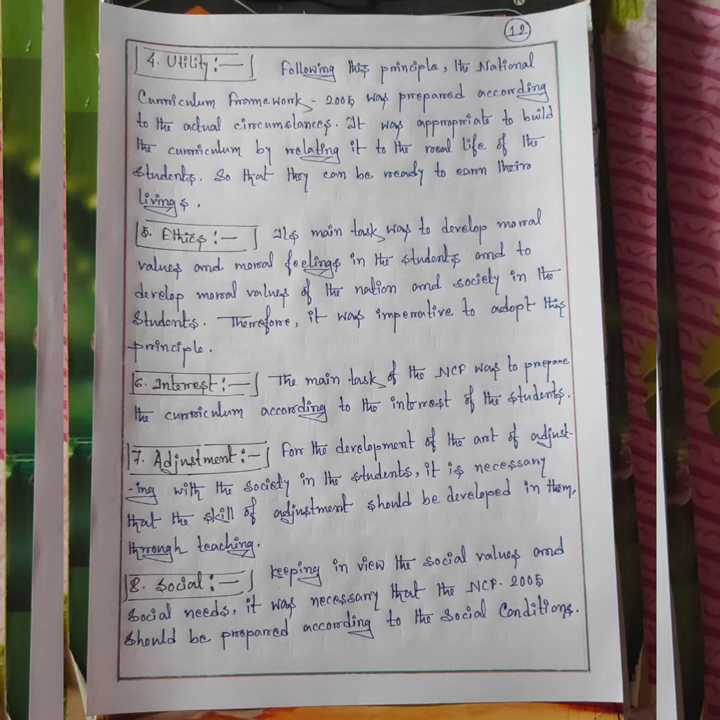 12
4. Utility :— Following this principle, the National
Curriculum Framework - 2005 was prepared according
to the actual circumstances. It was appropriate to build
the curriculum by relating it to the real life of the
students. So that they can be ready to earn their
livings.
5. Ethics :— Its main task was to develop moral
values and moral feelings in the students and to
develop moral values of the nation and society in the
students. Therefore, it was imperative to adopt this
principle.
6. Interest :— The main task of the NCF was to prepare
the curriculum according to the interest of the students.
7. Adjustment :— For the development of the art of adjust-
-ing with the society in the students, it is necessary
that the skill of adjustment should be developed in them,
through teaching.
8. Social :— keeping in view the social values and
social needs, it was necessary that the NCF- 2005
should be prepared according to the social conditions.